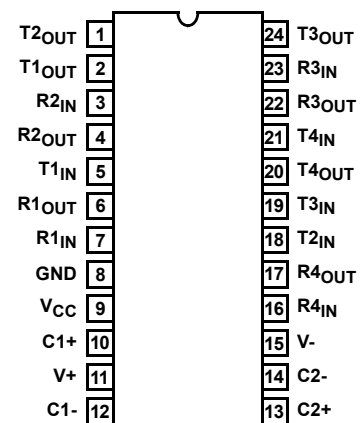 T2OUT 1 24 T3OUT
T1OUT 2 23 R3IN
R2IN 3 22 R3OUT
R2OUT 4 21 T4IN
T1IN 5 20 T4OUT
R1OUT 6 19 T3IN
R1IN 7 18 T2IN
GND 8 17 R4OUT
VCC 9 16 R4IN
C1+ 10 15 V-
V+ 11 14 C2-
C1- 12 13 C2+